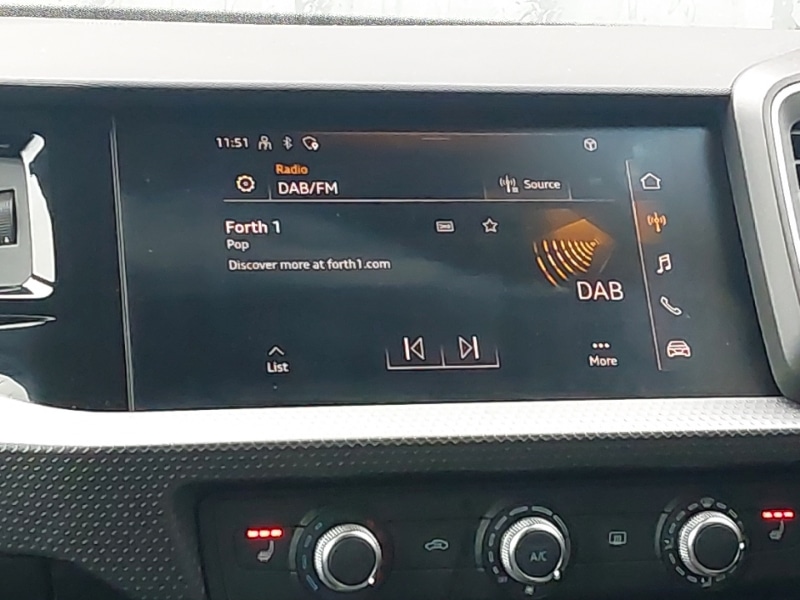 11:51
Radio
DAB/FM
Source
Forth 1
Pop
Discover more at forth1.com
DAB
List
More
A/C